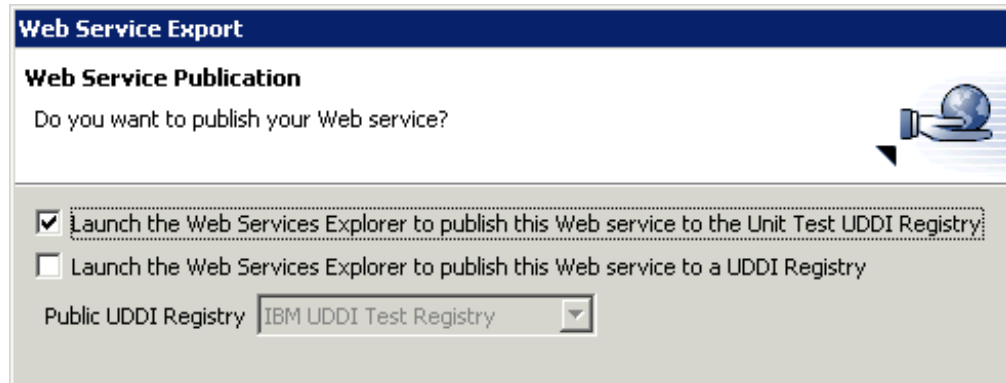 Web Service Export
Web Service Publication
Do you want to publish your Web service?
Launch the Web Services Explorer to publish this Web service to the Unit Test UDDI Registry
Launch the Web Services Explorer to publish this Web service to a UDDI Registry
Public UDDI Registry IBM UDDI Test Registry